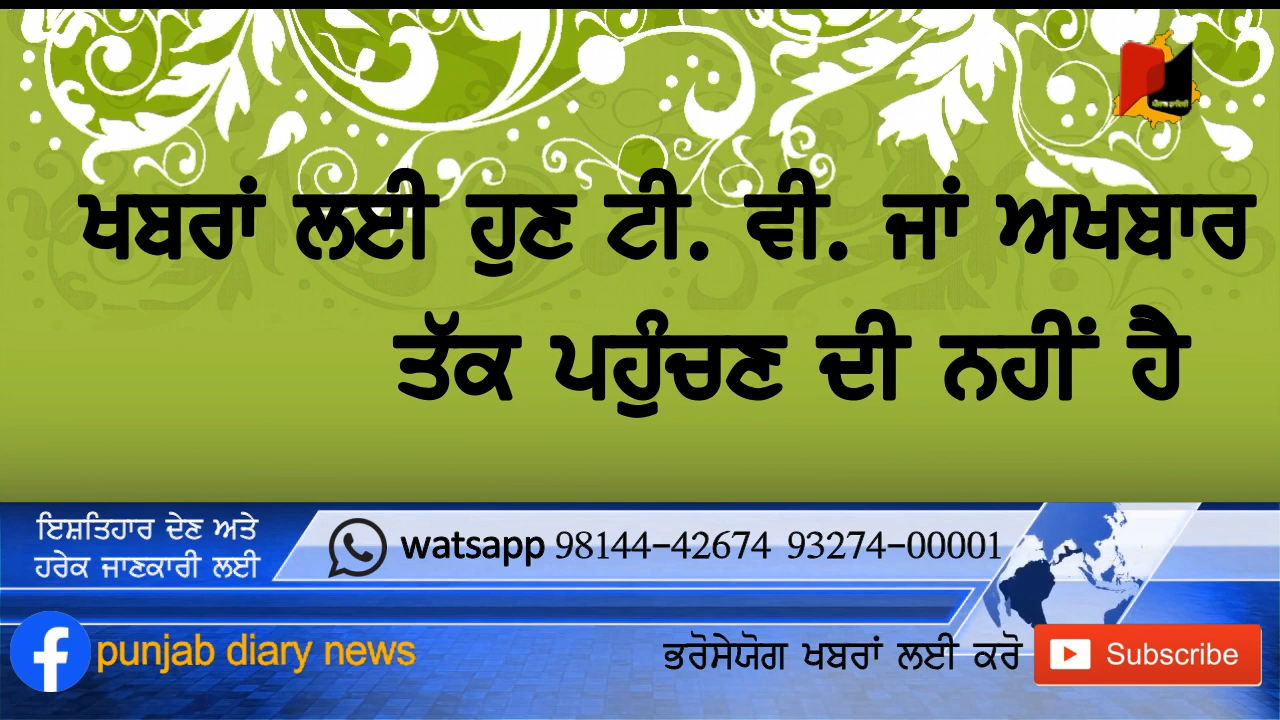 ਪੰਜਾਬ ਡਾਇਰੀ
ਖਬਰਾਂ ਲਈ ਹੁਣ ਟੀ. ਵੀ. ਜਾਂ ਅਖਬਾਰ
ਤੱਕ ਪਹੁੰਚਣ ਦੀ ਨਹੀਂ ਹੈ
ਇਸ਼ਤਿਹਾਰ ਦੇਣ ਅਤੇ
ਹਰੇਕ ਜਾਣਕਾਰੀ ਲਈ
watsapp 98144-42674 93274-00001
punjab diary news
ਭਰੋਸੇਯੋਗ ਖਬਰਾਂ ਲਈ ਕਰੋ
Subscribe